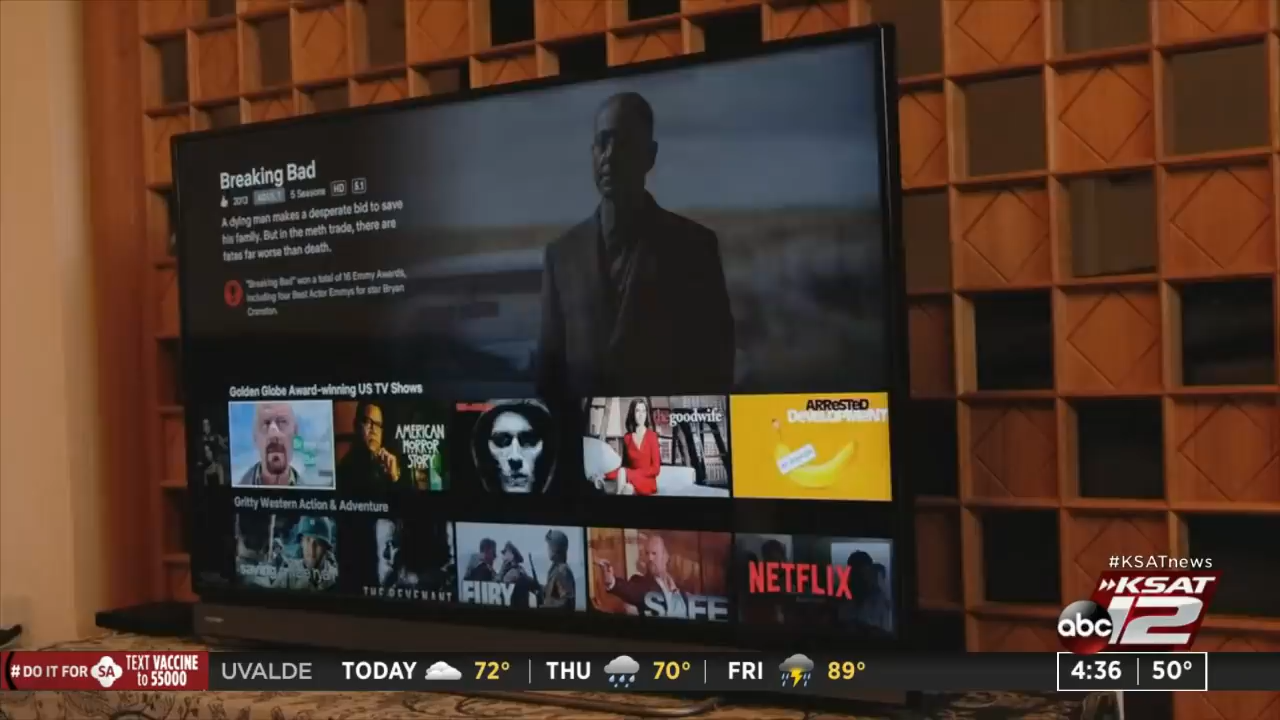 Breaking Bad
2013 ADULT 5 Seasons HD 5.1
A dying man makes a desperate bid to save
his family. But in the meth trade, there are
fates far worse than death.
"Breaking Bad" won a total of 16 Emmy Awards,
including four Best Actor Emmys for star Bryan
Cranston.
Golden Globe Award-winning US TV Shows
AMERICAN
HORROR
STORY
thegoodwife
ARRESTED
DEVELOPMENT
Gritty Western Action & Adventure
saving private ryan
THE REVENANT
FURY
SAFE
NETFLIX
#KSATnews
KSAT
abc 12
#DO IT FOR SA TEXT VACCINE
to 55000
UVALDE TODAY 72° THU 70° FRI 89°
4:36 50°